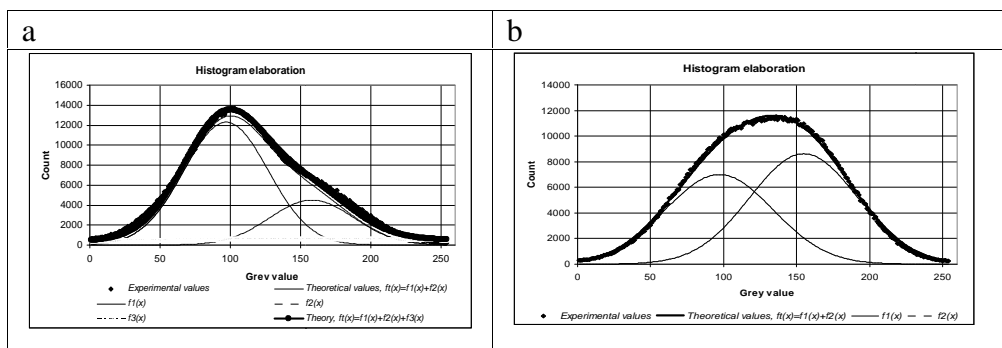 a
b
Histogram elaboration
14000
12000
10000
8000
6000
4000
2000
0
Count
0 50 100 150 200 250
Grey value
Experimental values
Theoretical values, ft(x)=f1(x)+f2(x)
f1(x)
f2(x)
f3(x)
Theory, ft(x)=f1(x)+f2(x)+f3(x)
Histogram elaboration
14000
12000
10000
8000
6000
4000
2000
0
Count
0 50 100 150 200 250
Grey value
Experimental values Theoretical values, ft(x)=f1(x)+f2(x) f1(x) f2(x)